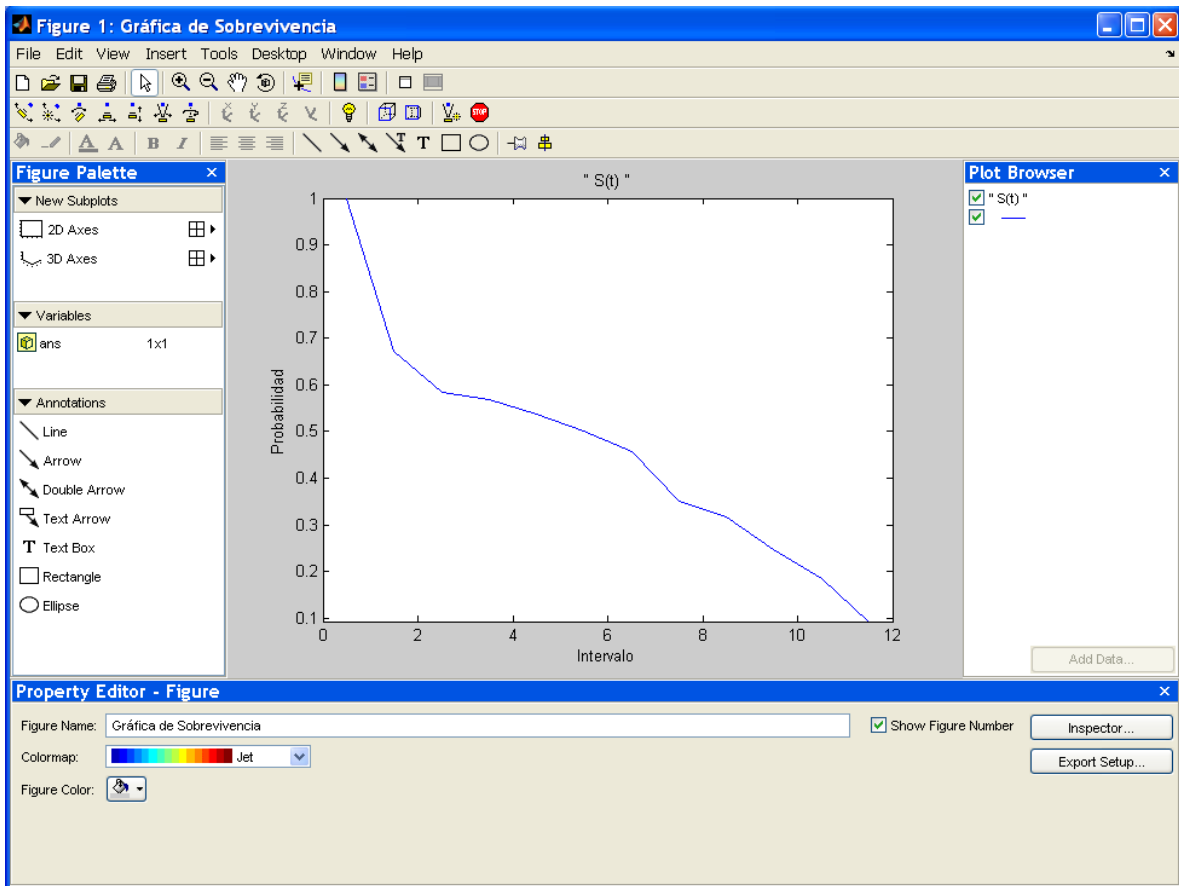 Figure 1: Gráfica de Sobrevivencia
File Edit View Insert Tools Desktop Window Help
STOP
A A B I T T
Figure Palette
New Subplots
2D Axes
3D Axes
Variables
ans 1x1
Annotations
Line
Arrow
Double Arrow
Text Arrow
T Text Box
Rectangle
Ellipse
" S(t) "
1
0.9
0.8
0.7
0.6
0.5
0.4
0.3
0.2
0.1
Probabilidad
0 2 4 6 8 10 12
Intervalo
Plot Browser
" S(t) "
Add Data...
Property Editor - Figure
Figure Name: Gráfica de Sobrevivencia
Show Figure Number
Inspector...
Colormap: Jet
Export Setup...
Figure Color: